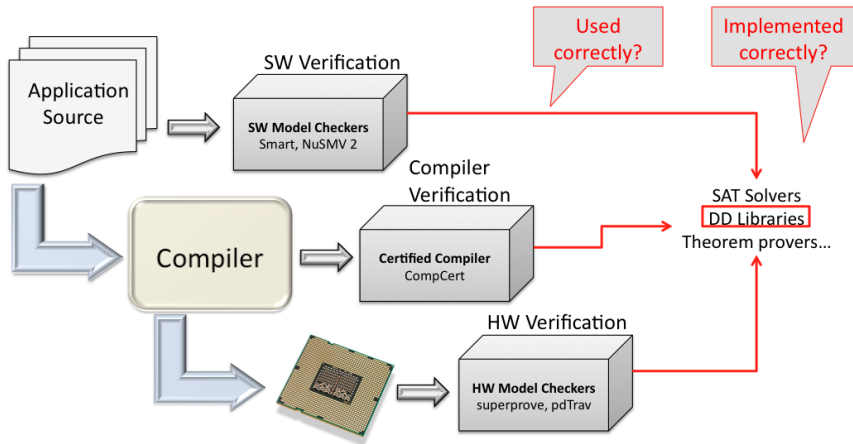 Used
correctly?
Implemented
correctly?
SW Verification
Application
Source
SW Model Checkers
Smart, NuSMV 2
Compiler
Verification
SAT Solvers
DD Libraries
Theorem provers...
Compiler
Certified Compiler
CompCert
HW Verification
HW Model Checkers
superprove, pdTrav